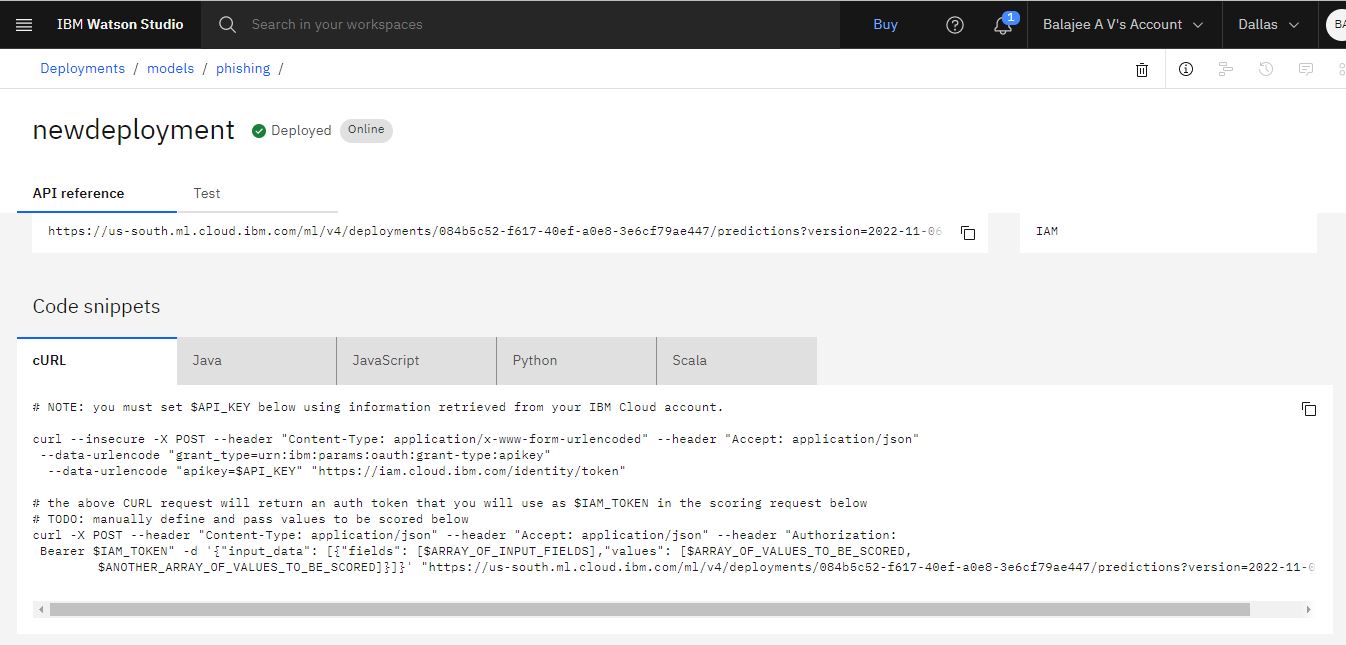 IBM Watson Studio
Search in your workspaces
Buy
1
Balajee A V's Account
Dallas
BA
Deployments / models / phishing /
newdeployment
Deployed
Online
API reference
Test
https://us-south.ml.cloud.ibm.com/ml/v4/deployments/084b5c52-f617-40ef-a0e8-3e6cf79ae447/predictions?version=2022-11-06
IAM
Code snippets
cURL
Java
JavaScript
Python
Scala
# NOTE: you must set $API_KEY below using information retrieved from your IBM Cloud account.
curl --insecure -X POST --header "Content-Type: application/x-www-form-urlencoded" --header "Accept: application/json"
--data-urlencode "grant_type=urn:ibm:params:oauth:grant-type:apikey"
--data-urlencode "apikey=$API_KEY" "https://iam.cloud.ibm.com/identity/token"
# the above CURL request will return an auth token that you will use as $IAM_TOKEN in the scoring request below
# TODO: manually define and pass values to be scored below
curl -X POST --header "Content-Type: application/json" --header "Accept: application/json" --header "Authorization:
Bearer $IAM_TOKEN" -d '{"input_data": [{"fields": [$ARRAY_OF_INPUT_FIELDS],"values": [$ARRAY_OF_VALUES_TO_BE_SCORED,
$ANOTHER_ARRAY_OF_VALUES_TO_BE_SCORED]}]}' "https://us-south.ml.cloud.ibm.com/ml/v4/deployments/084b5c52-f617-40ef-a0e8-3e6cf79ae447/predictions?version=2022-11-0